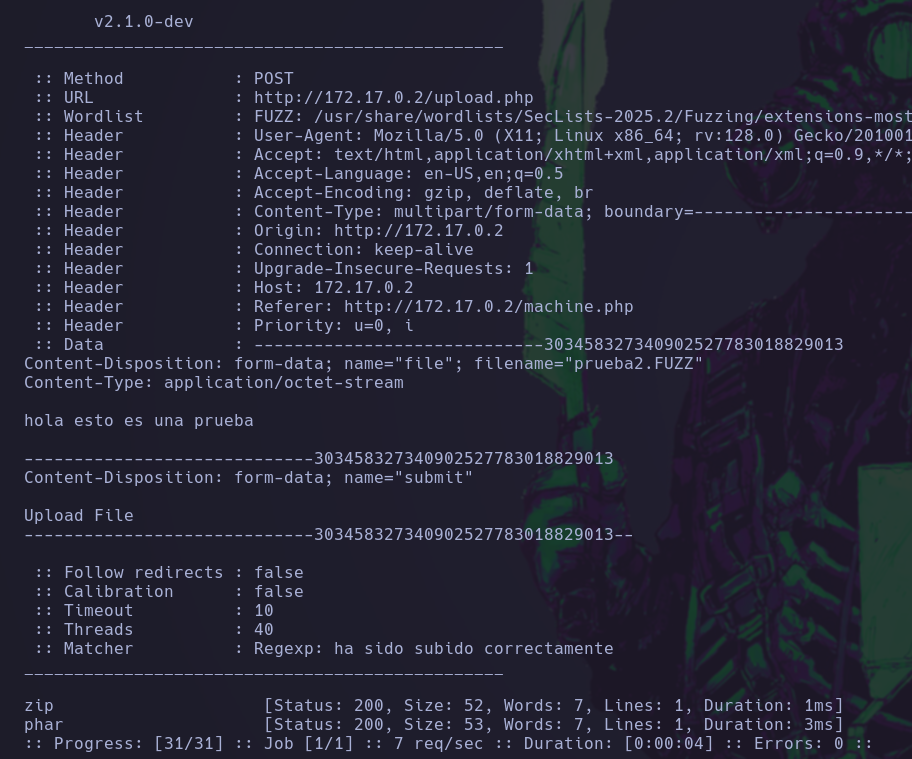 v2.1.0-dev
________________________________________________
:: Method           : POST
:: URL              : http://172.17.0.2/upload.php
:: Wordlist         : FUZZ: /usr/share/wordlists/SecLists-2025.2/Fuzzing/extensions-most
:: Header           : User-Agent: Mozilla/5.0 (X11; Linux x86_64; rv:128.0) Gecko/201001
:: Header           : Accept: text/html,application/xhtml+xml,application/xml;q=0.9,*/*;
:: Header           : Accept-Language: en-US,en;q=0.5
:: Header           : Accept-Encoding: gzip, deflate, br
:: Header           : Content-Type: multipart/form-data; boundary=----------------------
:: Header           : Origin: http://172.17.0.2
:: Header           : Connection: keep-alive
:: Header           : Upgrade-Insecure-Requests: 1
:: Header           : Host: 172.17.0.2
:: Header           : Referer: http://172.17.0.2/machine.php
:: Header           : Priority: u=0, i
:: Data             : -----------------------------303458327340902527783018829013
Content-Disposition: form-data; name="file"; filename="prueba2.FUZZ"
Content-Type: application/octet-stream
hola esto es una prueba
-----------------------------303458327340902527783018829013
Content-Disposition: form-data; name="submit"
Upload File
-----------------------------303458327340902527783018829013--
:: Follow redirects : false
:: Calibration      : false
:: Timeout          : 10
:: Threads          : 40
:: Matcher          : Regexp: ha sido subido correctamente
________________________________________________
zip                     [Status: 200, Size: 52, Words: 7, Lines: 1, Duration: 1ms]
phar                    [Status: 200, Size: 53, Words: 7, Lines: 1, Duration: 3ms]
:: Progress: [31/31] :: Job [1/1] :: 7 req/sec :: Duration: [0:00:04] :: Errors: 0 ::